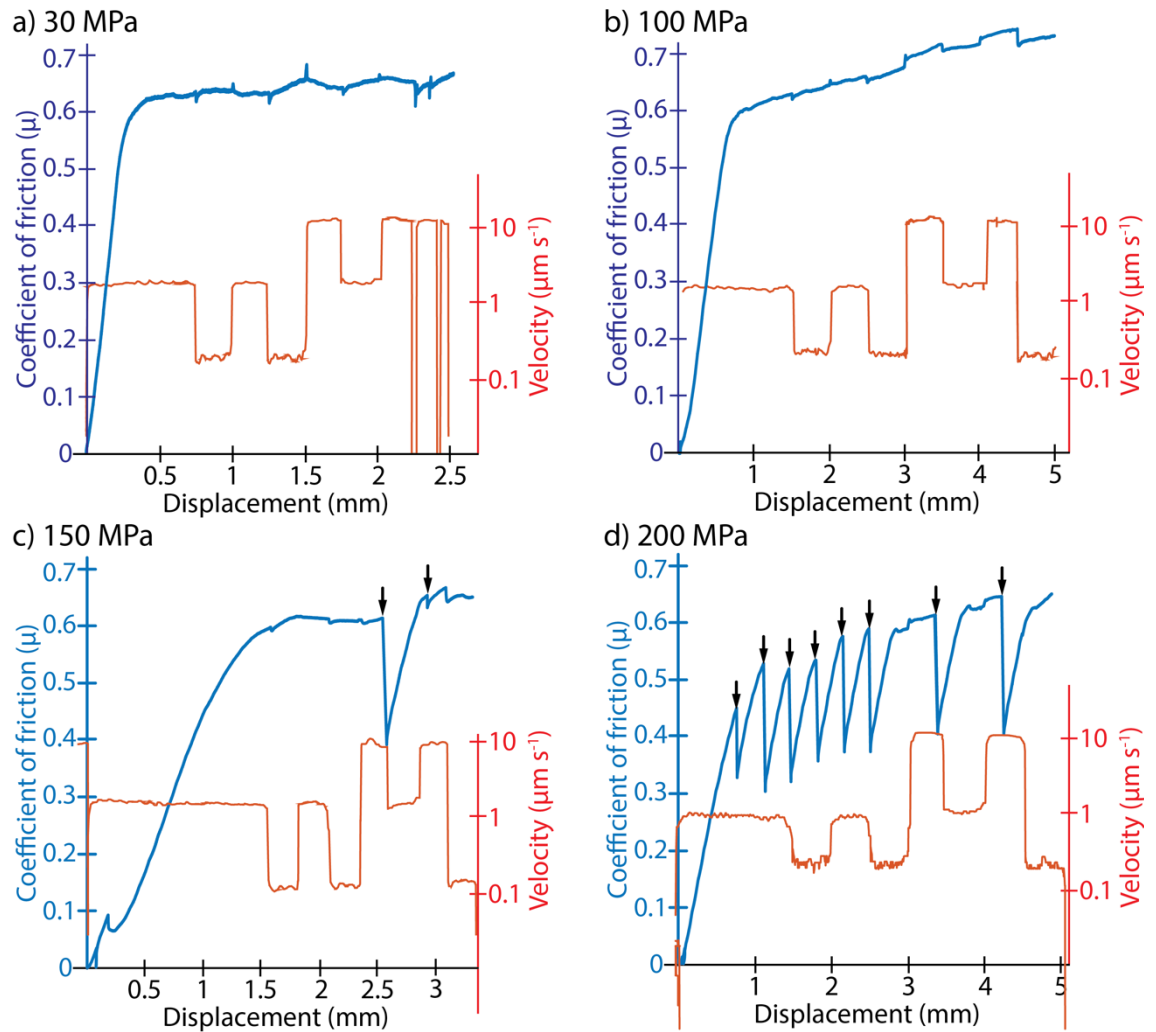 a) 30 MPa
0.7
0.6
0.5
0.4
0.3
0.2
0.1
0
Coefficient of friction (μ)
10
1
0.1
Velocity (μm s⁻¹)
0.5 1 1.5 2 2.5
Displacement (mm)
b) 100 MPa
0.7
0.6
0.5
0.4
0.3
0.2
0.1
0
Coefficient of friction (μ)
10
1
0.1
Velocity (μm s⁻¹)
1 2 3 4 5
Displacement (mm)
c) 150 MPa
0.7
0.6
0.5
0.4
0.3
0.2
0.1
0
Coefficient of friction (μ)
10
1
0.1
Velocity (μm s⁻¹)
0.5 1 1.5 2 2.5 3
Displacement (mm)
d) 200 MPa
0.7
0.6
0.5
0.4
0.3
0.2
0.1
0
Coefficient of friction (μ)
10
1
0.1
Velocity (μm s⁻¹)
1 2 3 4 5
Displacement (mm)